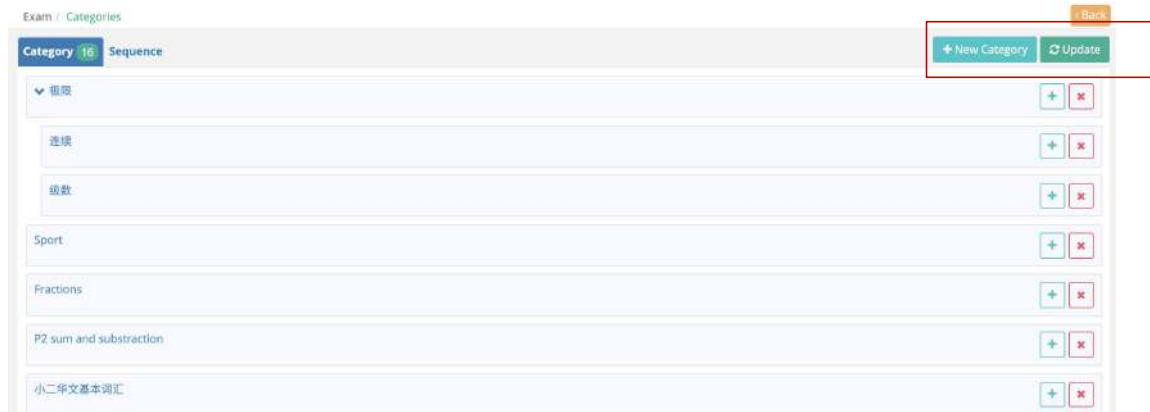 Exam / Categories
‹ Back
Category 16 Sequence
+ New Category Update
极限
连续
级数
Sport
Fractions
P2 sum and substraction
小二华文基本词汇